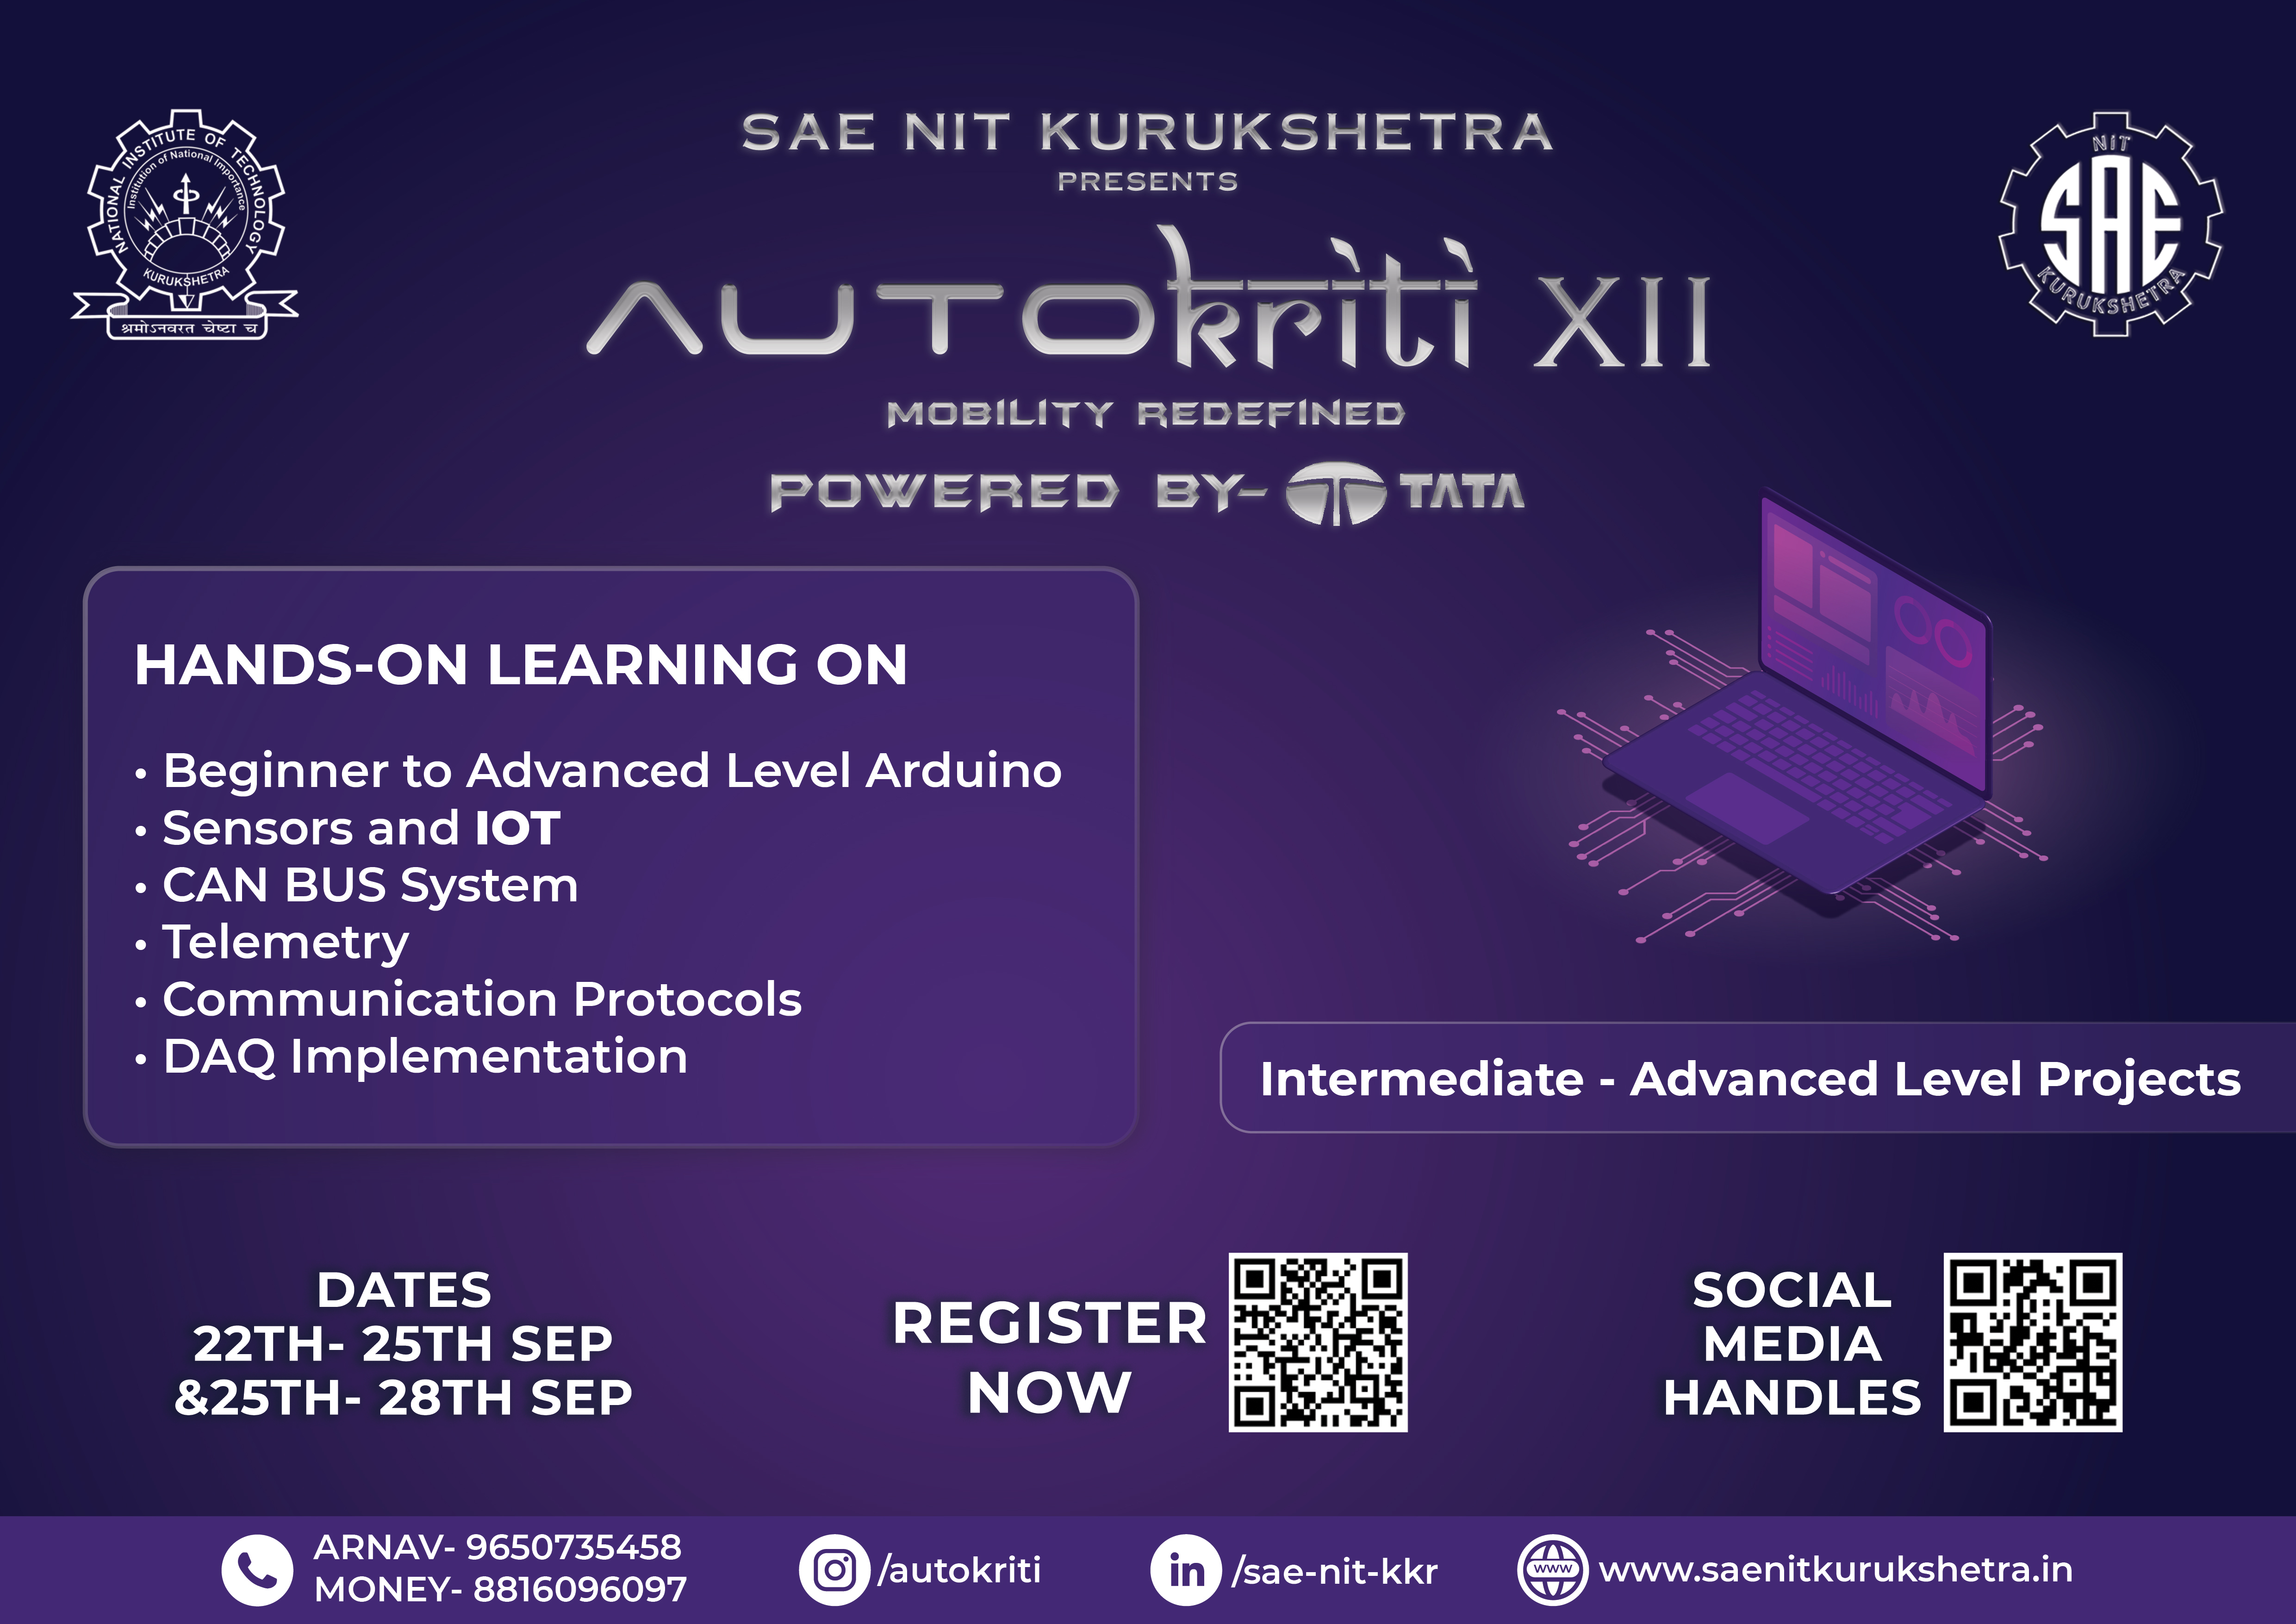 NATIONAL INSTITUTE OF TECHNOLOGY
Institution of National Importance
KURUKSHETRA
श्रमोऽनवरत चेष्टा च
SAE NIT KURUKSHETRA
PRESENTS
AUTOkriti XII
MOBILITY REDEFINED
POWERED BY- TATA
NIT
SAE
KURUKSHETRA
HANDS-ON LEARNING ON
• Beginner to Advanced Level Arduino
• Sensors and IOT
• CAN BUS System
• Telemetry
• Communication Protocols
• DAQ Implementation
Intermediate - Advanced Level Projects
DATES
22TH- 25TH SEP
&25TH- 28TH SEP
REGISTER
NOW
SOCIAL
MEDIA
HANDLES
ARNAV- 9650735458
MONEY- 8816096097
/autokriti
in /sae-nit-kkr
www www.saenitkurukshetra.in